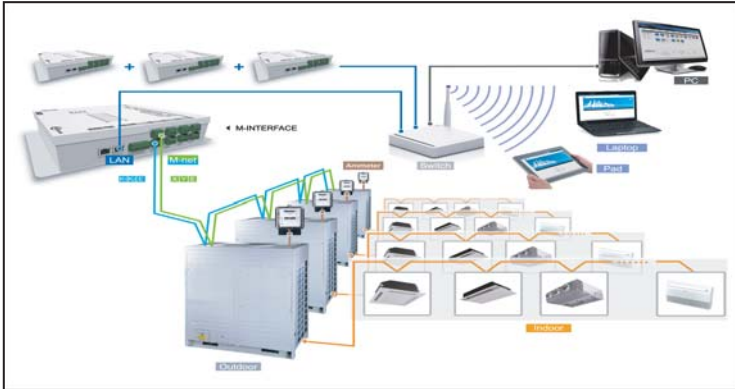 +
+
+
PC
◄ M-INTERFACE
LAN
M-net
Laptop
Ammeter
Switch
Pad
X Y E
Indoor
Outdoor